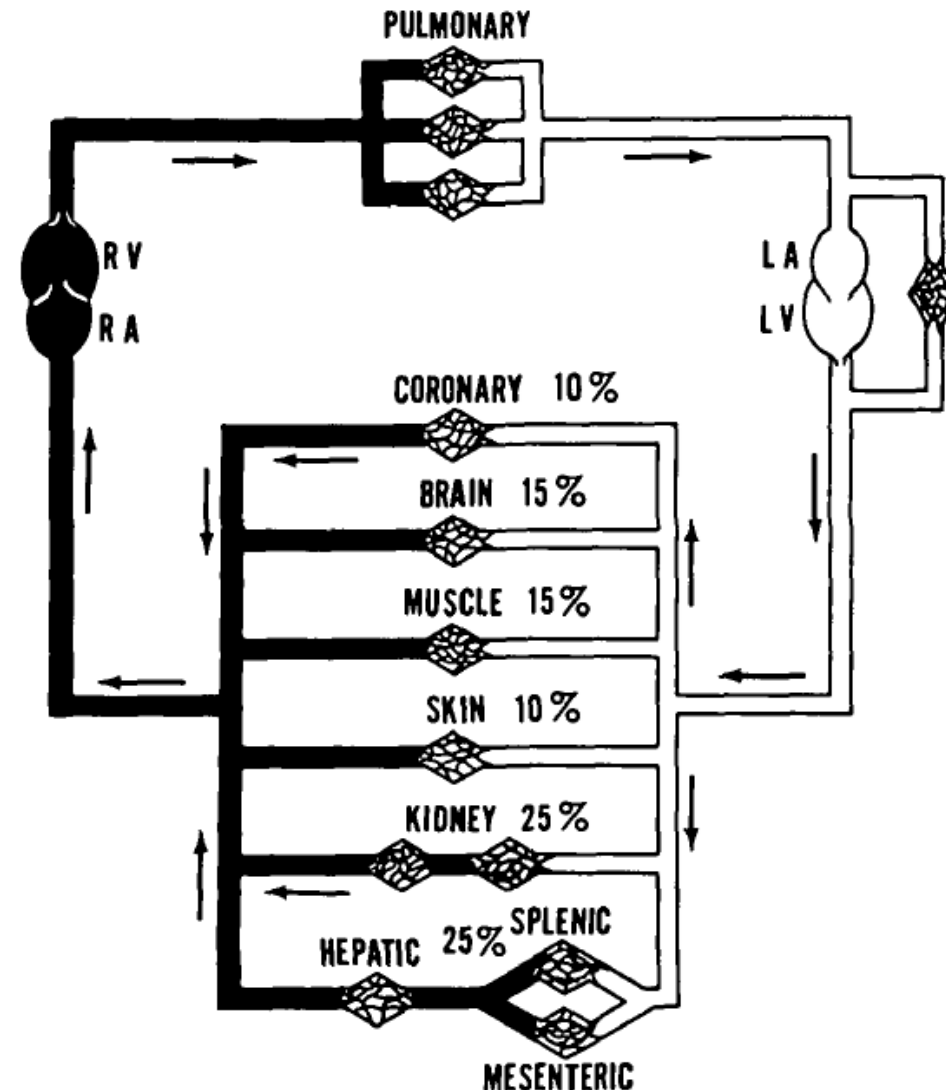 PULMONARY
RV
RA
LA
LV
CORONARY 10%
BRAIN 15%
MUSCLE 15%
SKIN 10%
KIDNEY 25%
SPLENIC
HEPATIC 25%
MESENTERIC